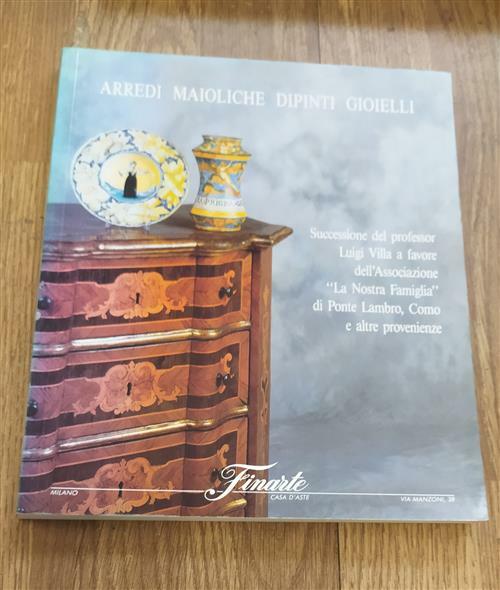 ARREDI MAIOLICHE DIPINTI GIOIELLI
Successione del professor
Luigi Villa a favore
dell'Associazione
"La Nostra Famiglia"
di Ponte Lambro, Como
e altre provenienze
Finarte
MILANO
CASA D'ASTE
VIA MANZONI, 38